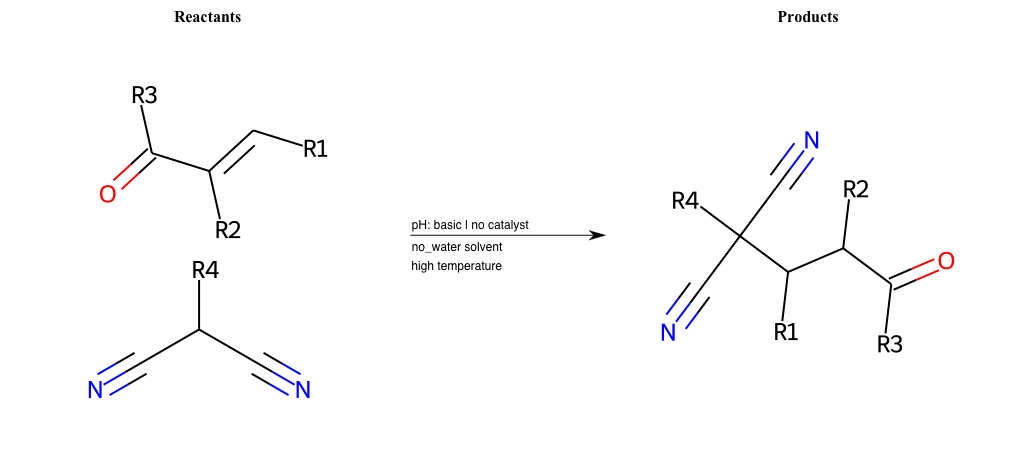 Reactants
Products
R3
O
R1
R2
R4
N
N
pH: basic | no catalyst
no_water solvent
high temperature
N
R4
R2
O
N
R1
R3